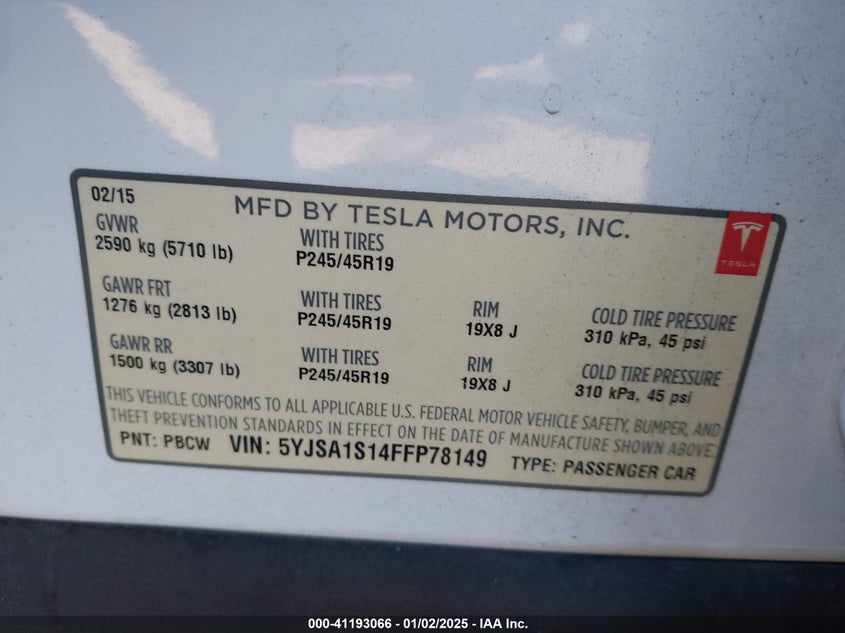 02/15
MFD BY TESLA MOTORS, INC.
TESLA
GVWR
2590 kg (5710 lb)
WITH TIRES
P245/45R19
GAWR FRT
1276 kg (2813 lb)
WITH TIRES
P245/45R19
RIM
19X8 J
COLD TIRE PRESSURE
310 kPa, 45 psi
GAWR RR
1500 kg (3307 lb)
WITH TIRES
P245/45R19
RIM
19X8 J
COLD TIRE PRESSURE
310 kPa, 45 psi
THIS VEHICLE CONFORMS TO ALL APPLICABLE U.S. FEDERAL MOTOR VEHICLE SAFETY, BUMPER, AND
THEFT PREVENTION STANDARDS IN EFFECT ON THE DATE OF MANUFACTURE SHOWN ABOVE.
PNT: PBCW VIN: 5YJSA1S14FFP78149 TYPE: PASSENGER CAR
000-41193066 - 01/02/2025 - IAA Inc.